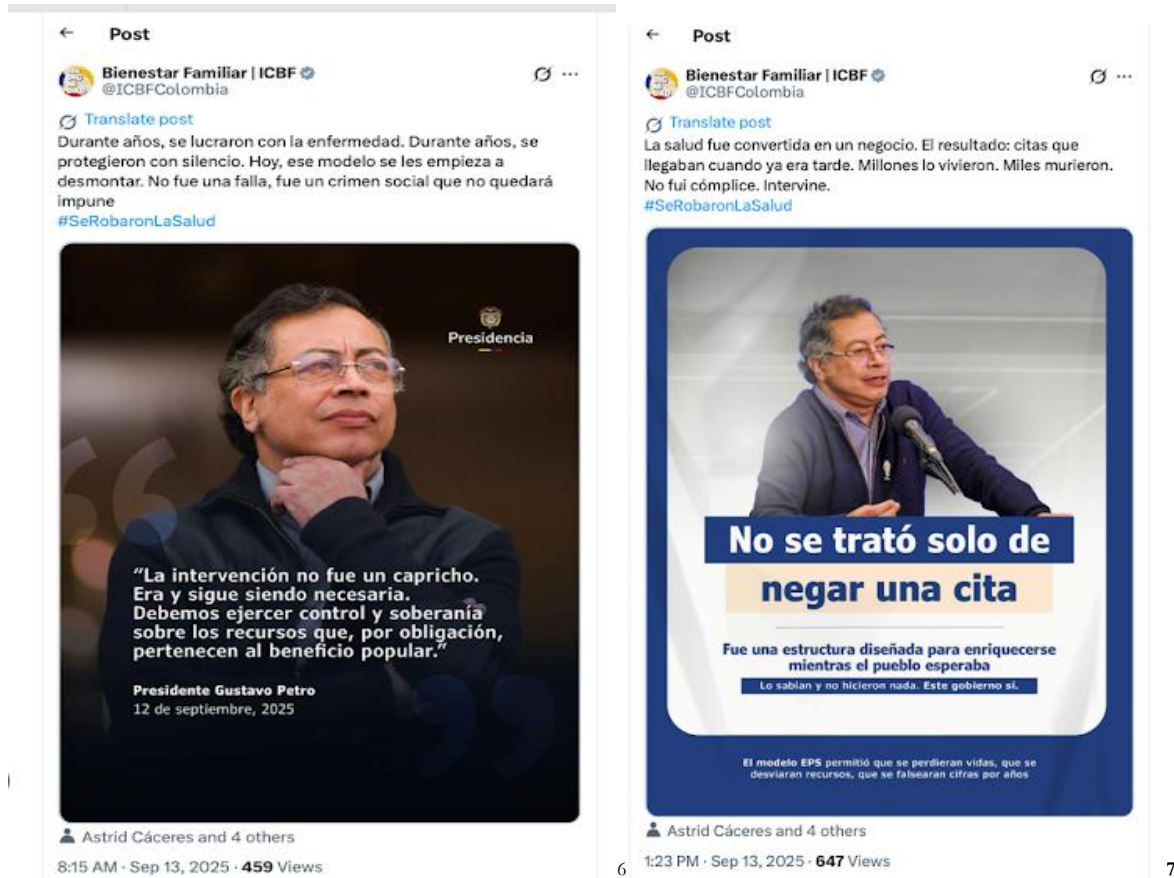 Post
Bienestar Familiar | ICBF
@ICBFColombia
Translate post
Durante años, se lucraron con la enfermedad. Durante años, se
protegieron con silencio. Hoy, ese modelo se les empieza a
desmontar. No fue una falla, fue un crimen social que no quedará
impune
#SeRobaronLaSalud
Presidencia
“La intervención no fue un capricho.
Era y sigue siendo necesaria.
Debemos ejercer control y soberanía
sobre los recursos que, por obligación,
pertenecen al beneficio popular.”
Presidente Gustavo Petro
12 de septiembre, 2025
Astrid Cáceres and 4 others
8:15 AM · Sep 13, 2025 · 459 Views
6
Post
Bienestar Familiar | ICBF
@ICBFColombia
Translate post
La salud fue convertida en un negocio. El resultado: citas que
llegaban cuando ya era tarde. Millones lo vivieron. Miles murieron.
No fui cómplice. Intervine.
#SeRobaronLaSalud
No se trató solo de
negar una cita
Fue una estructura diseñada para enriquecerse
mientras el pueblo esperaba
Lo sabían y no hicieron nada. Este gobierno sí.
El modelo EPS permitió que se perdieran vidas, que se
desviaran recursos, que se falsearan cifras por años
Astrid Cáceres and 4 others
1:23 PM · Sep 13, 2025 · 647 Views
7